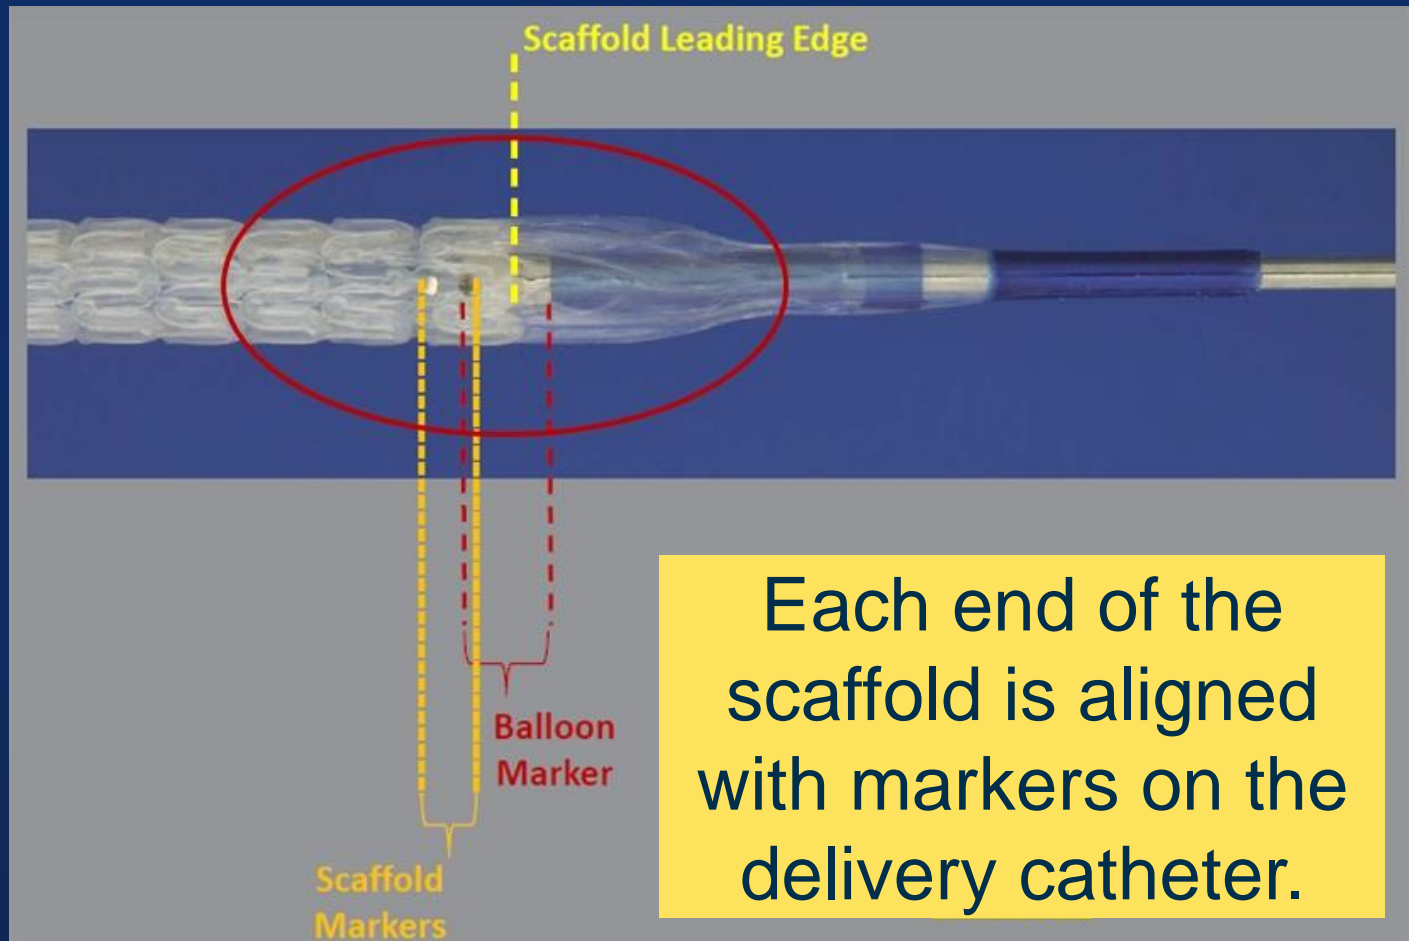 Scaffold Leading Edge
Balloon
Marker
Scaffold
Markers
Each end of the
scaffold is aligned
with markers on the
delivery catheter.